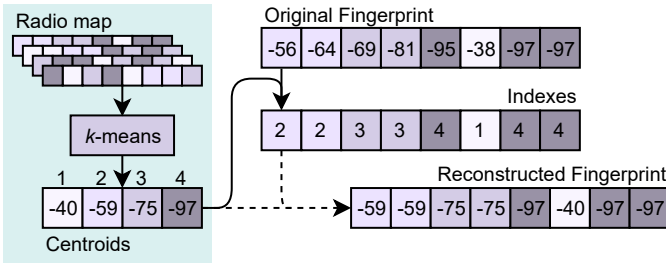 Radio map
k-means
1 2 3 4
-40 -59 -75 -97
Centroids
Original Fingerprint
-56 -64 -69 -81 -95 -38 -97 -97
Indexes
2 2 3 3 4 1 4 4
Reconstructed Fingerprint
-59 -59 -75 -75 -97 -40 -97 -97